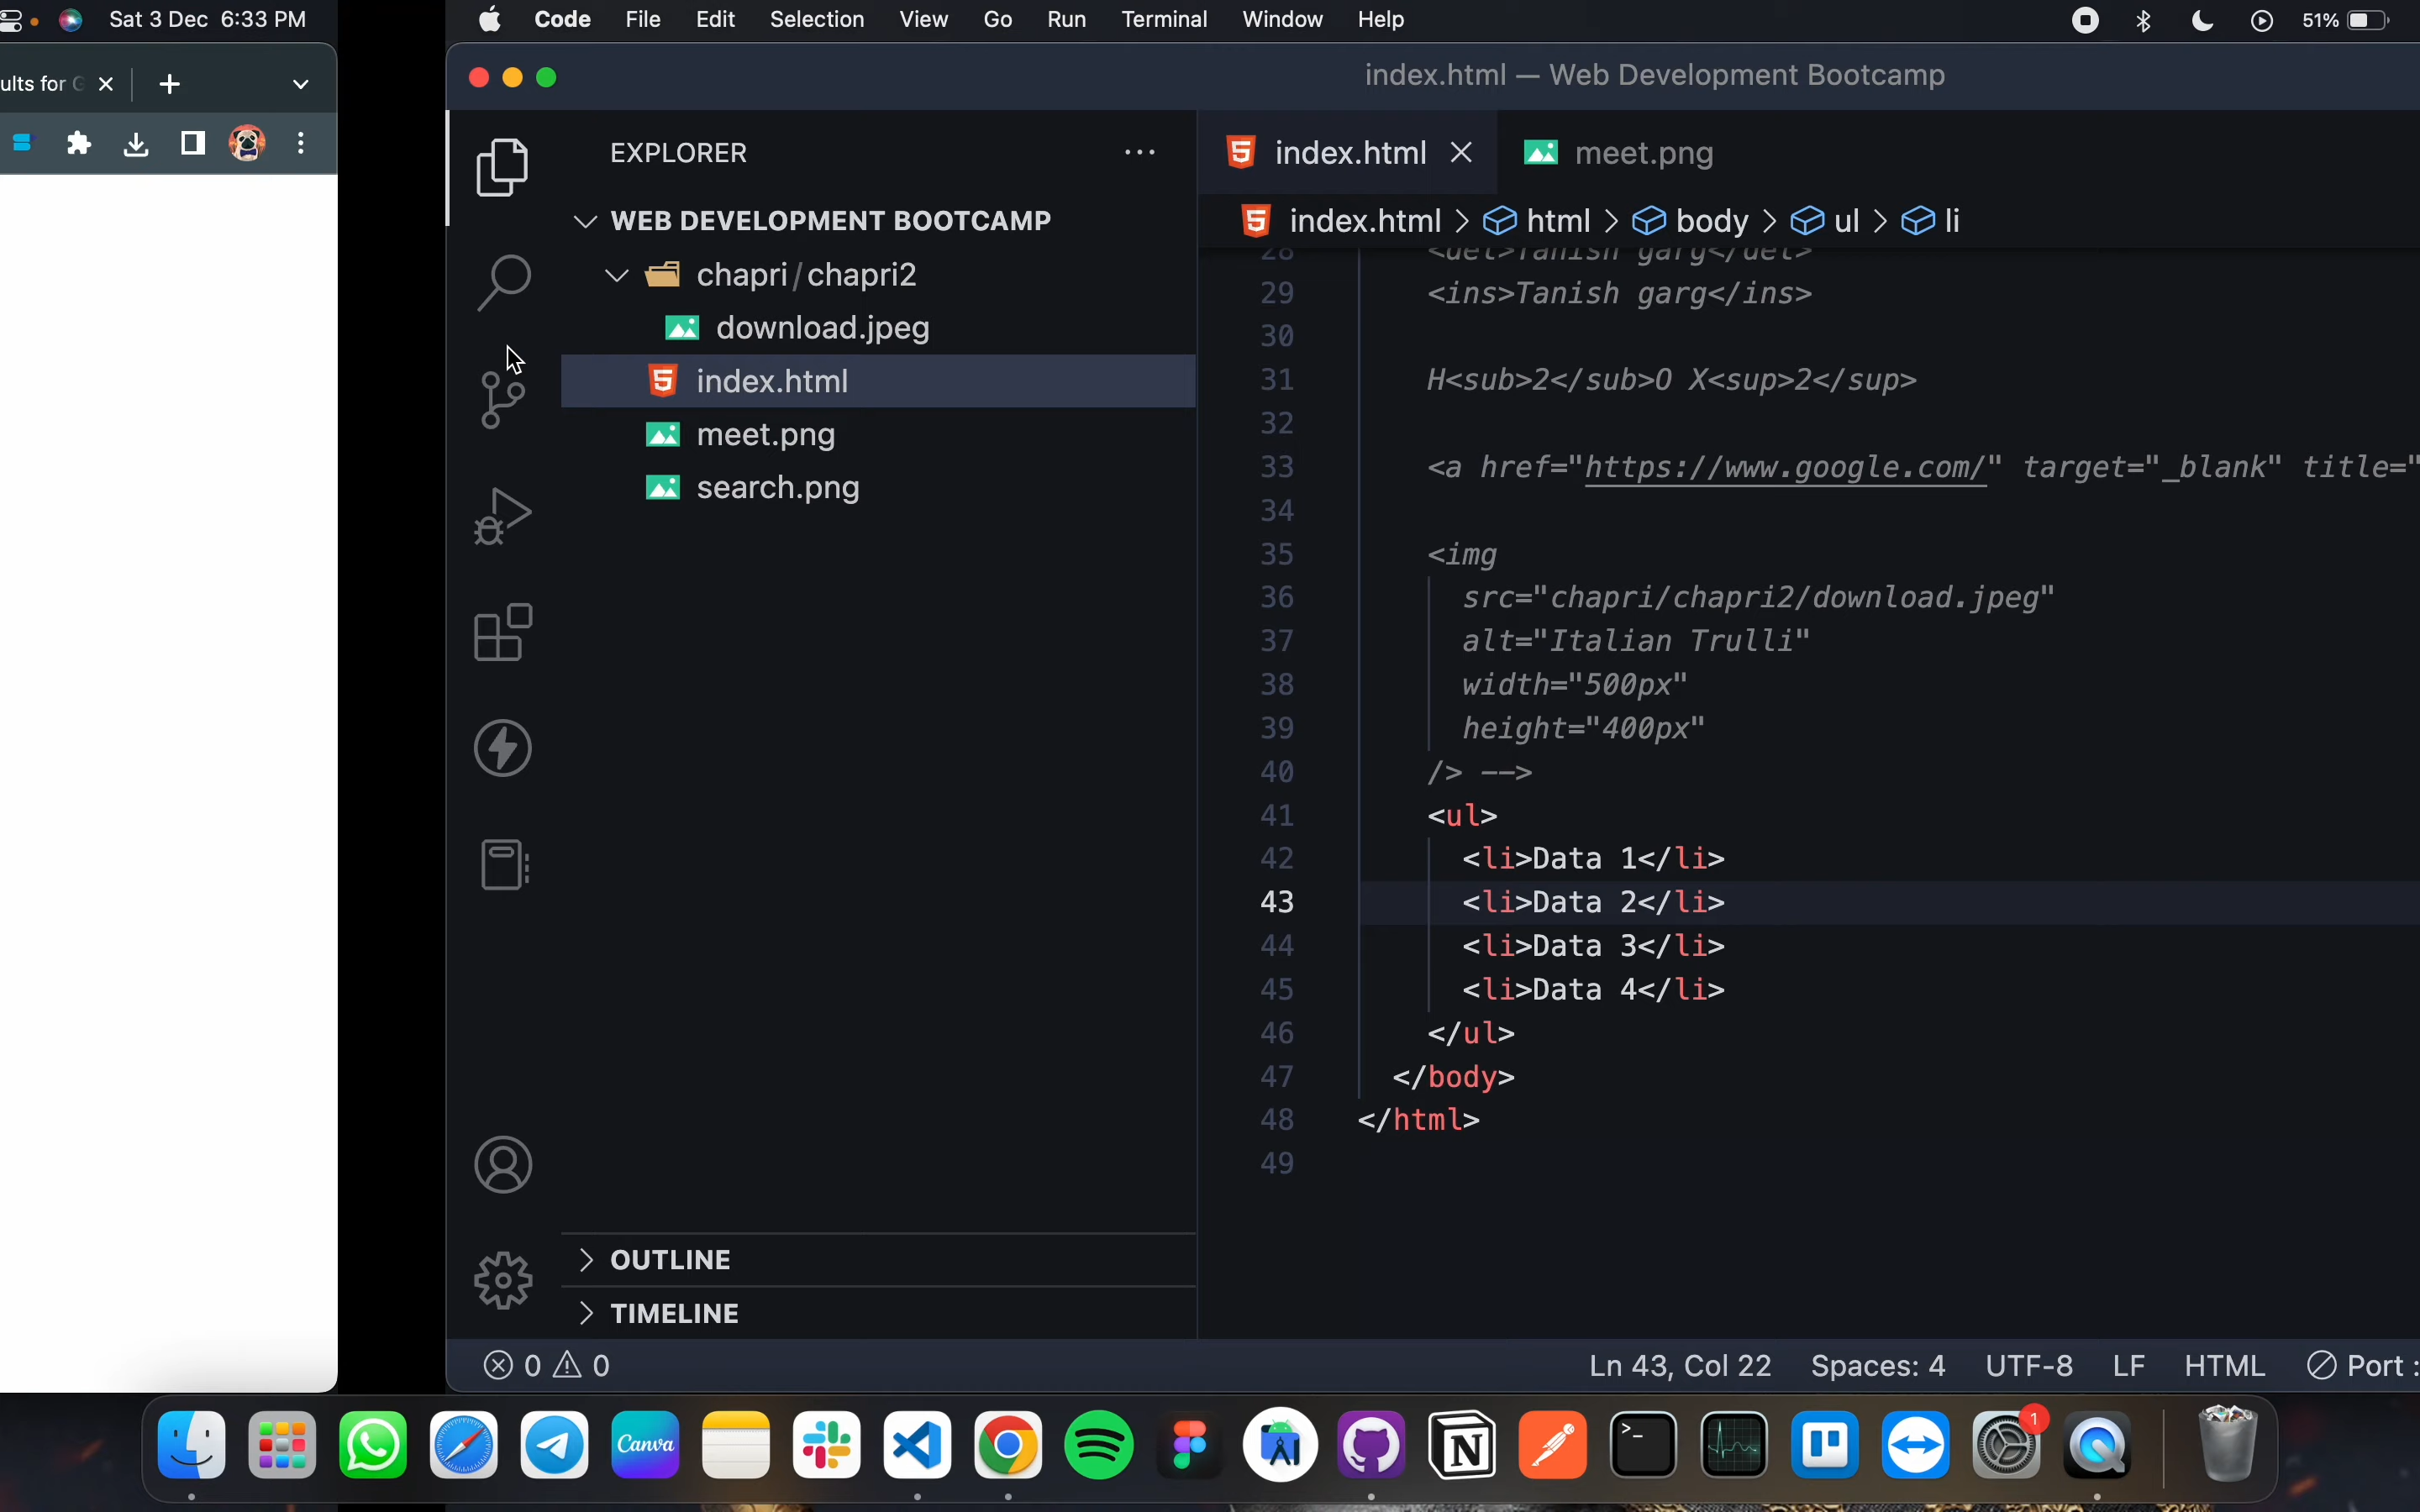 Sat 3 Dec 6:33 PM
Code File Edit Selection View Go Run Terminal Window Help
51%
ults for G
index.html — Web Development Bootcamp
EXPLORER
index.html
meet.png
WEB DEVELOPMENT BOOTCAMP
index.html > html > body > ul > li
chapri / chapri2
download.jpeg
index.html
meet.png
search.png
28 <del>Tanish garg</del>
29 <ins>Tanish garg</ins>
30
31 H<sub>2</sub>O X<sup>2</sup>
32
33 <a href="https://www.google.com/" target="_blank" title="
34
35 <img
36 src="chapri/chapri2/download.jpeg"
37 alt="Italian Trulli"
38 width="500px"
39 height="400px"
40 /> -->
41 <ul>
42 <li>Data 1</li>
43 <li>Data 2</li>
44 <li>Data 3</li>
45 <li>Data 4</li>
46 </ul>
47 </body>
48 </html>
49
OUTLINE
TIMELINE
0 0
Ln 43, Col 22 Spaces: 4 UTF-8 LF HTML Port :
Canva
1